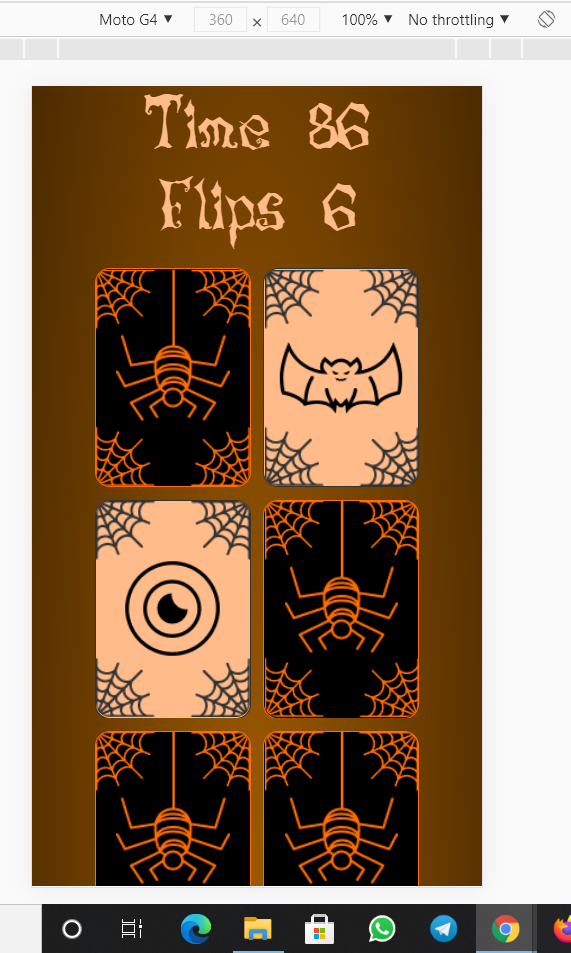 Moto G4 ▼ 360 × 640 100% ▼ No throttling ▼
Time 86
Flips 6